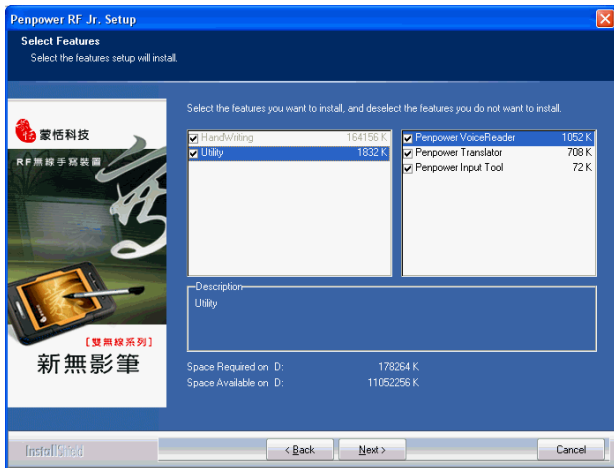 Penpower RF Jr. Setup
Select Features
Select the features setup will install.
Select the features you want to install, and deselect the features you do not want to install.
蒙恬科技
RF無線手寫裝置
【雙無線系列】
新無影筆
HandWriting 164156 K
Utility 1832 K
Penpower VoiceReader 1052 K
Penpower Translator 708 K
Penpower Input Tool 72 K
Description
Utility
Space Required on D: 178264 K
Space Available on D: 11052256 K
InstallShield
< Back
Next >
Cancel